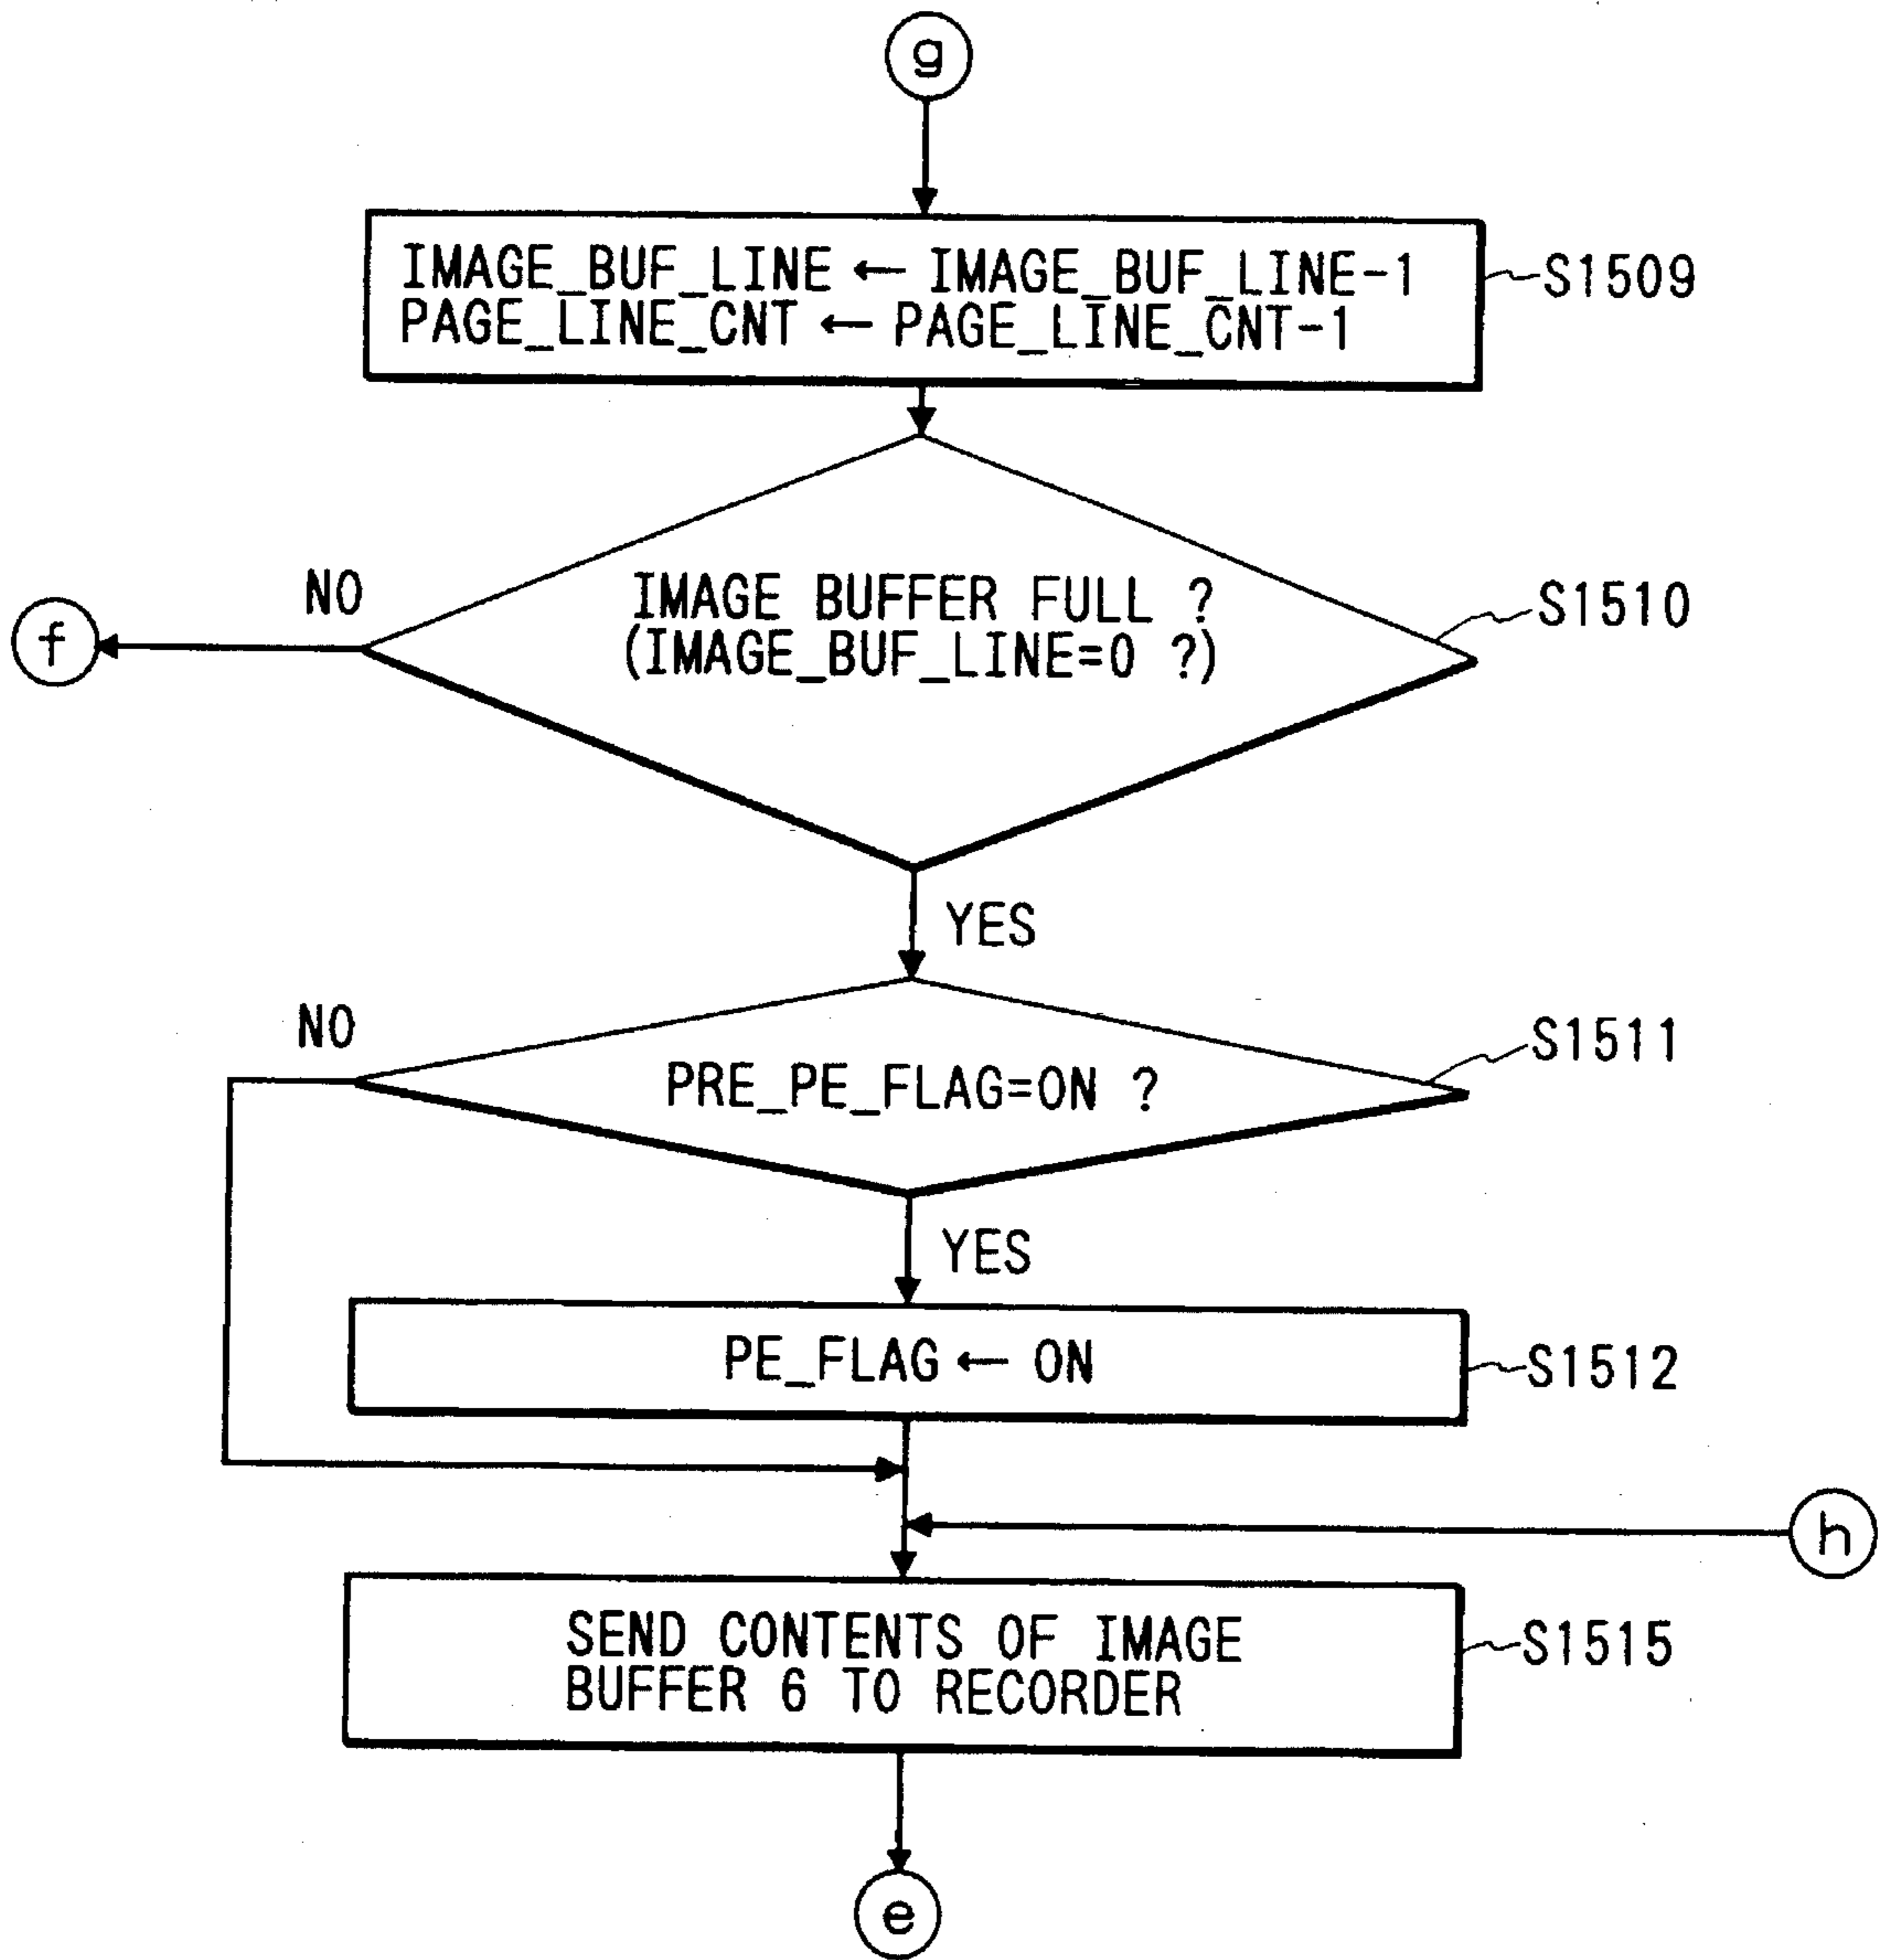 g
IMAGE_BUF_LINE ← IMAGE_BUF_LINE-1
PAGE_LINE_CNT ← PAGE_LINE_CNT-1
S1509
NO
IMAGE BUFFER FULL ?
(IMAGE_BUF_LINE=0 ?)
S1510
f
YES
NO
PRE_PE_FLAG=ON ?
S1511
YES
PE_FLAG ← ON
S1512
h
SEND CONTENTS OF IMAGE
BUFFER 6 TO RECORDER
S1515
e